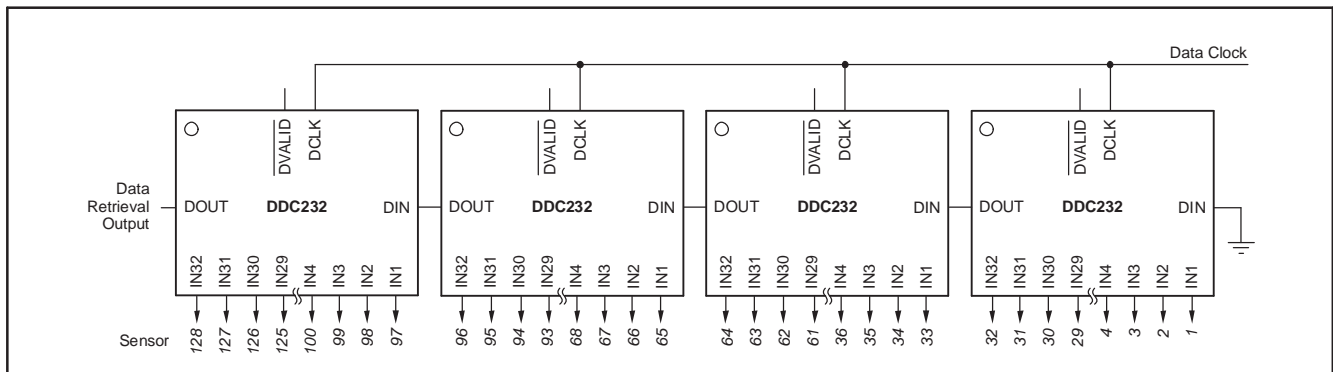 Data Clock
DVALID DCLK DVALID DCLK DVALID DCLK DVALID DCLK
Data
Retrieval
Output
DOUT DDC232 DIN DOUT DDC232 DIN DOUT DDC232 DIN DOUT DDC232 DIN
IN32 IN31 IN30 IN29 IN4 IN3 IN2 IN1 IN32 IN31 IN30 IN29 IN4 IN3 IN2 IN1 IN32 IN31 IN30 IN29 IN4 IN3 IN2 IN1 IN32 IN31 IN30 IN29 IN4 IN3 IN2 IN1
Sensor 128 127 126 125 100 99 98 97 96 95 94 93 68 67 66 65 64 63 62 61 36 35 34 33 32 31 30 29 4 3 2 1